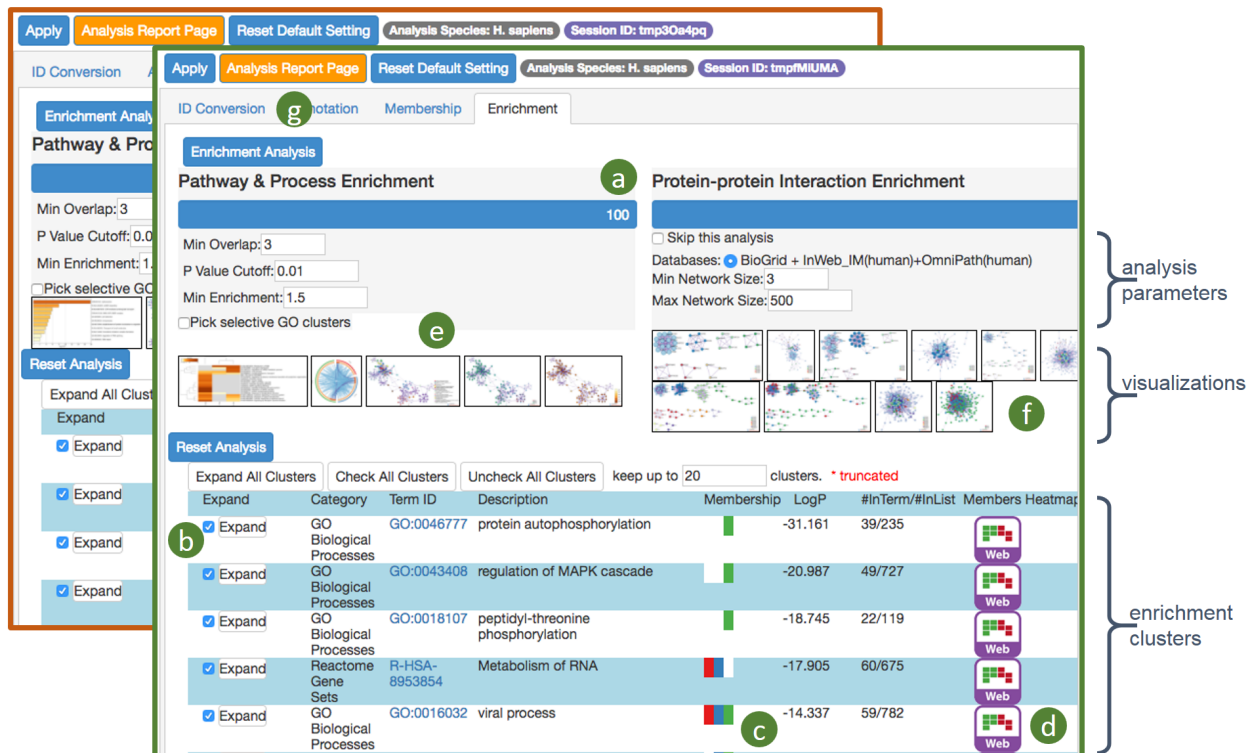 Apply Analysis Report Page Reset Default Setting Analysis Species: H. sapiens Session ID: tmp3Oa4pq
ID Conversion A
Enrichment Analy
Pathway & Pro
Min Overlap: 3
P Value Cutoff: 0.0
Min Enrichment: 1.
Pick selective GO
Reset Analysis
Expand All Clust
Expand
Expand
Expand
Expand
Expand
Apply Analysis Report Page Reset Default Setting Analysis Species: H. sapiens Session ID: tmpfMIUMA
ID Conversion g notation Membership Enrichment
Enrichment Analysis
Pathway & Process Enrichment a Protein-protein Interaction Enrichment
100
Min Overlap: 3
P Value Cutoff: 0.01
Min Enrichment: 1.5
Pick selective GO clusters
e
Skip this analysis
Databases: BioGrid + InWeb_IM(human)+OmniPath(human)
Min Network Size: 3
Max Network Size: 500
f
Reset Analysis
Expand All Clusters Check All Clusters Uncheck All Clusters keep up to 20 clusters. * truncated
Expand Category Term ID Description Membership LogP #InTerm/#InList Members Heatmap
b Expand GO Biological Processes GO:0046777 protein autophosphorylation -31.161 39/235 Web
Expand GO Biological Processes GO:0043408 regulation of MAPK cascade -20.987 49/727 Web
Expand GO Biological Processes GO:0018107 peptidyl-threonine phosphorylation -18.745 22/119 Web
Expand Reactome Gene Sets R-HSA-8953854 Metabolism of RNA -17.905 60/675 Web
Expand GO Biological Processes GO:0016032 viral process c -14.337 59/782 Web d
analysis
parameters
visualizations
enrichment
clusters